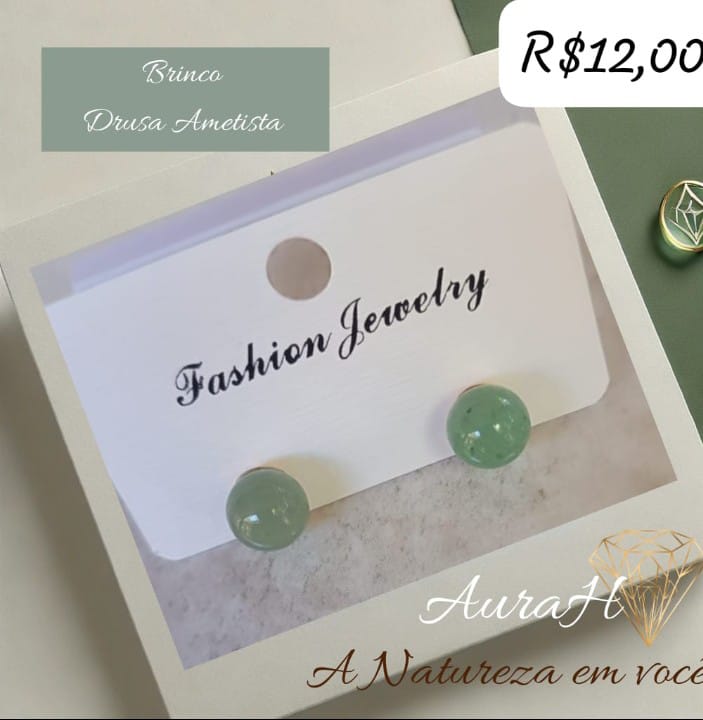 Brinco
Drusa Ametista
R$12,00
Fashion Jewelry
AuraH
A Natureza em você